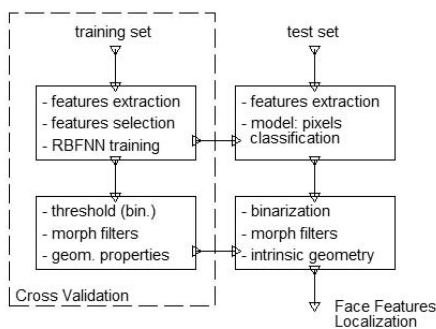 training set
test set
- features extraction
- features selection
- RBFNN training
- features extraction
- model: pixels
classification
- threshold (bin.)
- morph filters
- geom. properties
- binarization
- morph filters
- intrinsic geometry
Cross Validation
Face Features
Localization